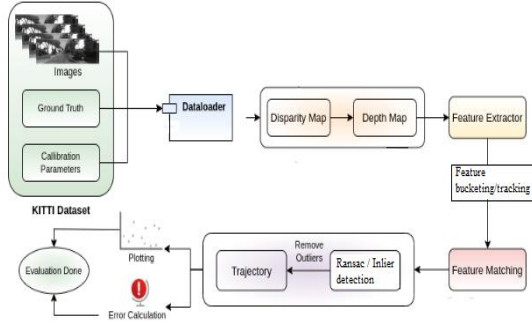 Images
Ground Truth
Callibration
Parameters
KITTI Dataset
Dataloader
Disparity Map
Depth Map
Feature Extractor
Feature
bucketing/tracking
Feature Matching
Remove
Outliers
Ransac / Inlier
detection
Trajectory
Plotting
Error Calculation
Evaluation Done